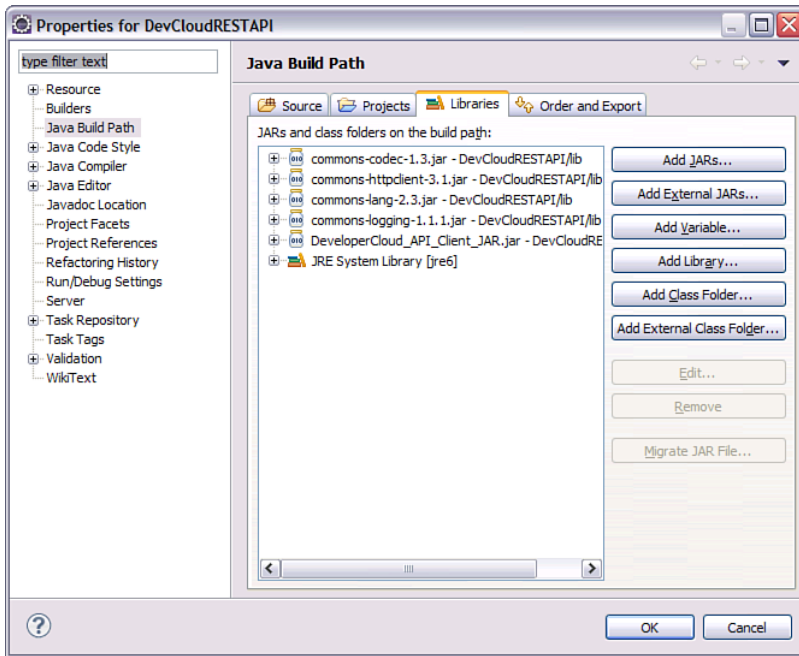 Properties for DevCloudRESTAPI
type filter text
Java Build Path
Resource
Builders
Java Build Path
Java Code Style
Java Compiler
Java Editor
Javadoc Location
Project Facets
Project References
Refactoring History
Run/Debug Settings
Server
Task Repository
Task Tags
Validation
WikiText
Source Projects Libraries Order and Export
JARs and class folders on the build path:
commons-codec-1.3.jar - DevCloudRESTAPI/lib
commons-httpclient-3.1.jar - DevCloudRESTAPI/lib
commons-lang-2.3.jar - DevCloudRESTAPI/lib
commons-logging-1.1.1.jar - DevCloudRESTAPI/lib
DeveloperCloud_API_Client_JAR.jar - DevCloudRE
JRE System Library [jre6]
Add JARs...
Add External JARs...
Add Variable...
Add Library...
Add Class Folder...
Add External Class Folder...
Edit...
Remove
Migrate JAR File...
OK Cancel